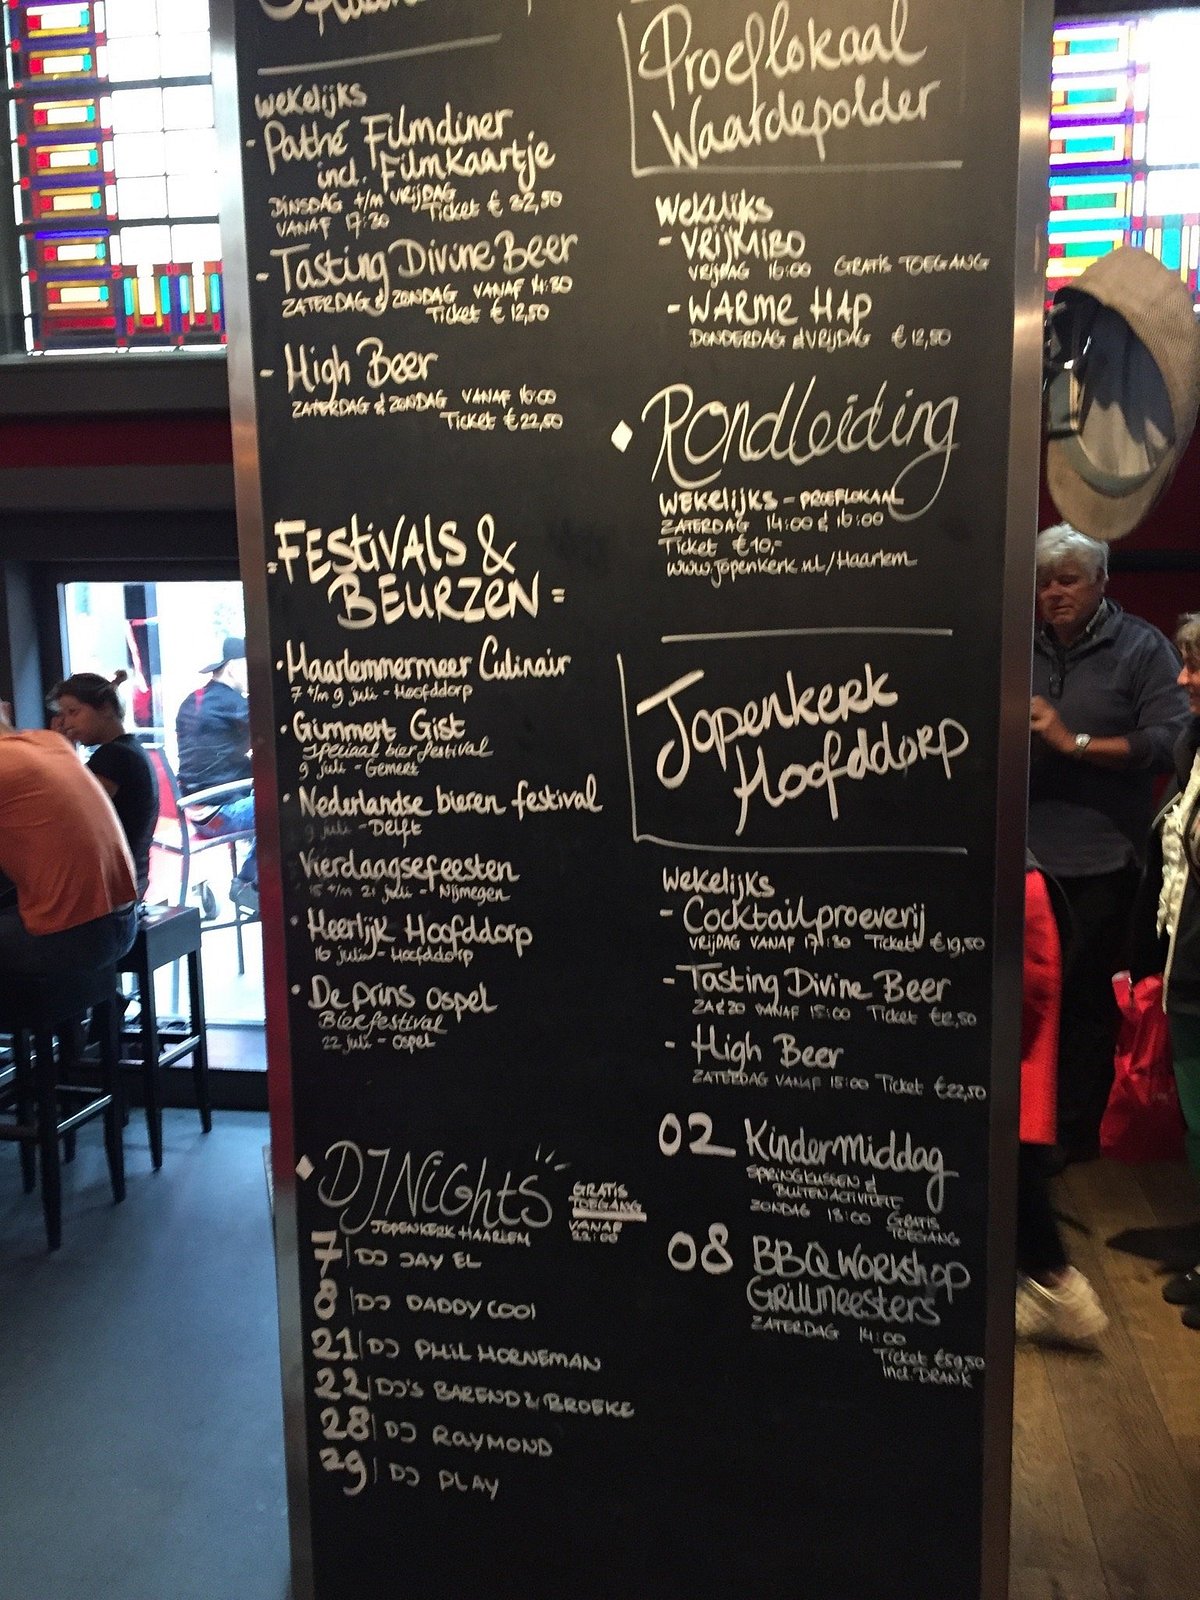 wekelijks
- Pathé Filmdiner
incl. Filmkaartje
DINSDAG t/m VRIJDAG
VANAF 17:30 Ticket € 32,50
- Tasting Divine Beer
ZATERDAG & ZONDAG VANAF 14:30
Ticket € 12,50
- High Beer
ZATERDAG & ZONDAG VANAF 16:00
Ticket € 22,50
= FESTIVALS &
BEURZEN =
• Haarlemmermeer Culinair
7 t/m 9 juli - Hoofddorp
• Gimmert Gist
Speciaal bier festival
9 juli - Gemert
• Nederlandse bieren festival
9 juli - Delft
• Vierdaagsefeesten
15 t/m 21 juli - Nijmegen
• Heerlijk Hoofddorp
16 juli - Hoofddorp
• De Prins Ospel
Bierfestival
22 juli - Ospel
DJ NIGHTS
GRATIS
TOEGANG
VANAF
22:00
JOPENKERK HAARLEM
7 | DJ JAY EL
8 | DJ DADDY COOl
21 | DJ PHIL HORNEMAN
22 | DJ'S BAREND & BROEKE
28 | DJ RAYMOND
29 | DJ PLAY
Proeflokaal
Waarderpolder
Wekelijks
- VRIJMIBO
VRIJDAG 16:00 GRATIS TOEGANG
- WARME HAP
DONDERDAG & VRIJDAG € 12,50
Rondleiding
WEKELIJKS - PROEFLOKAAL
ZATERDAG 14:00 & 16:00
Ticket €10,-
www.jopenkerk.nl/Haarlem
Jopenkerk
Hoofddorp
Wekelijks
- Cocktailproeverij
VRIJDAG VANAF 17:30 Ticket €19,50
- Tasting Divine Beer
ZA & ZO VANAF 15:00 Ticket
- High Beer
ZATERDAG VANAF 15:00 Ticket €22,50
02 Kindermiddag
SPRINGKUSSEN &
BUITENACTIVITEIT
ZONDAG 13:00 GRATIS
TOEGANG
08 BBQ WORKSHOP
Grillmeesters
ZATERDAG 14:00
Ticket €59,50
incl. DRANK